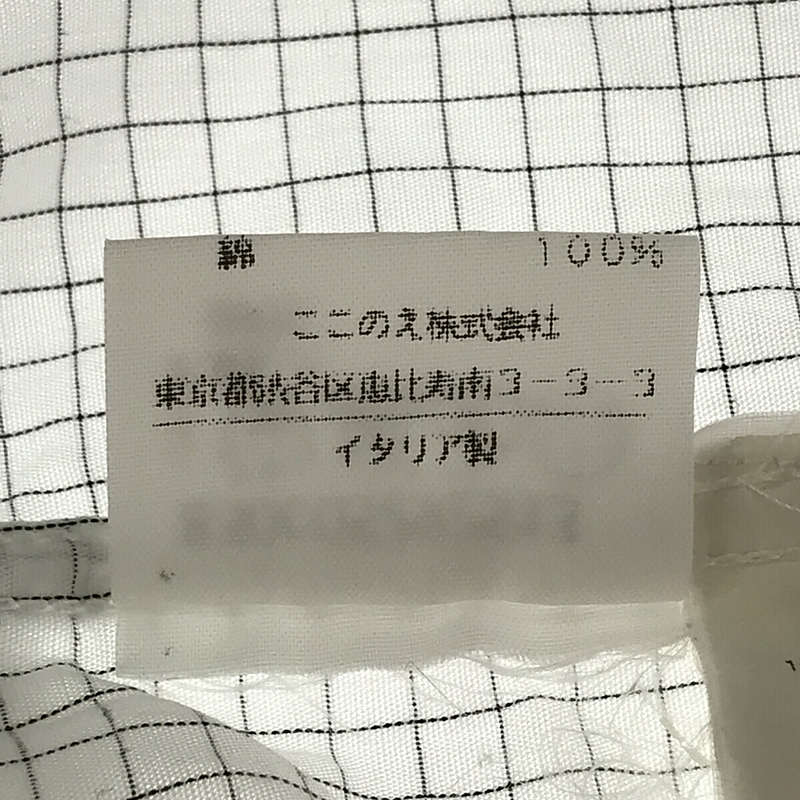 綿 100%
ここのえ株式会社
東京都渋谷区恵比寿南3-3-3
イタリア製